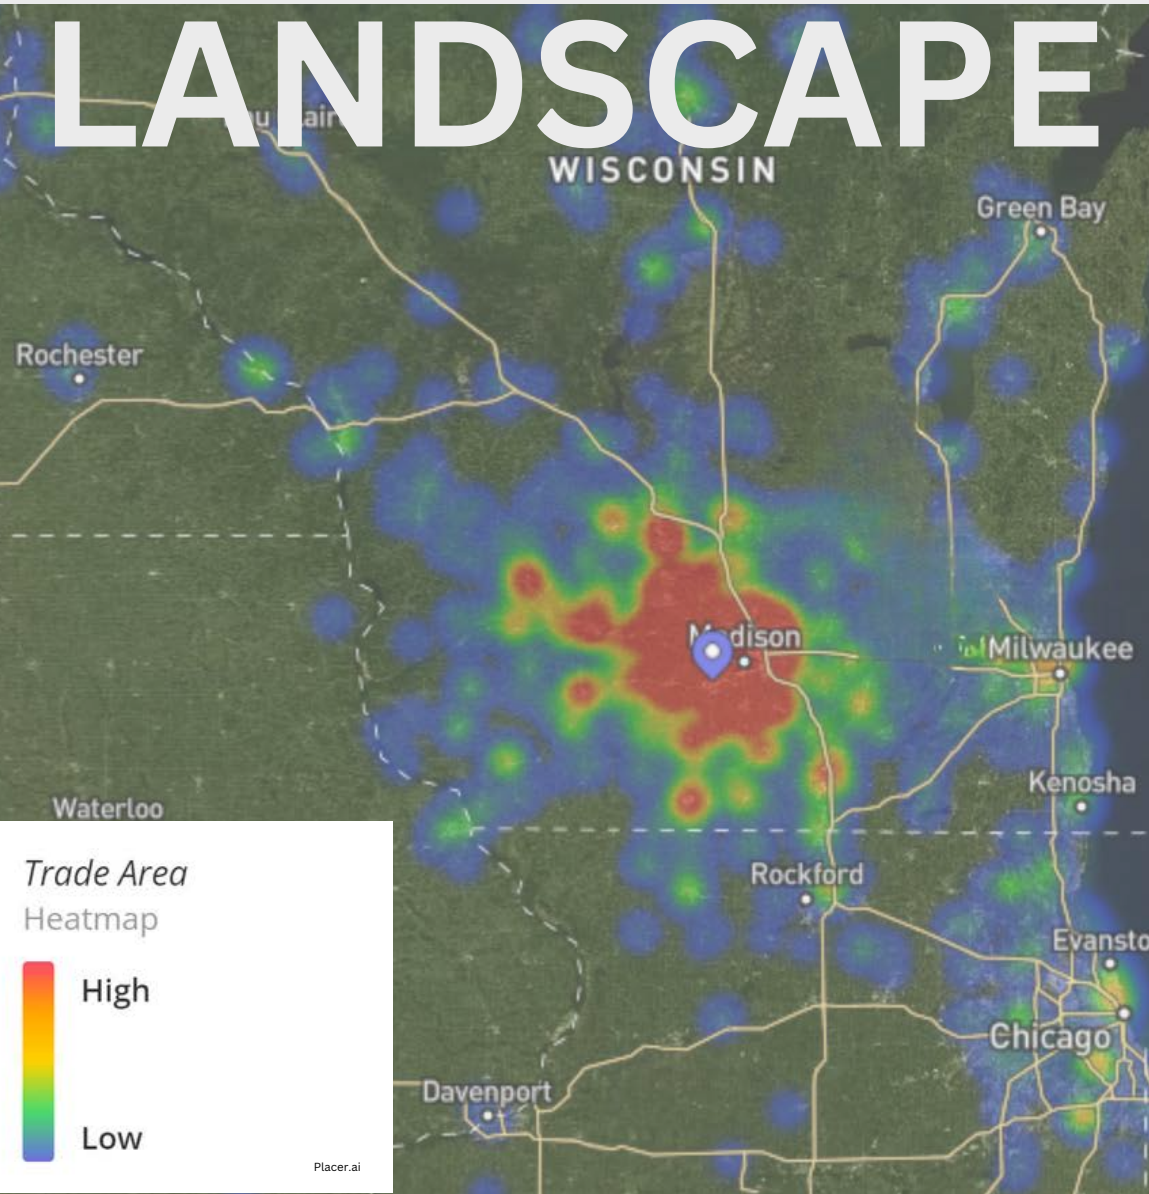 LANDSCAPE
WISCONSIN
Green Bay
Rochester
Madison
Milwaukee
Kenosha
Waterloo
Rockford
Evansto
Chicago
Davenport
Trade Area
Heatmap
High
Low
Placer.ai